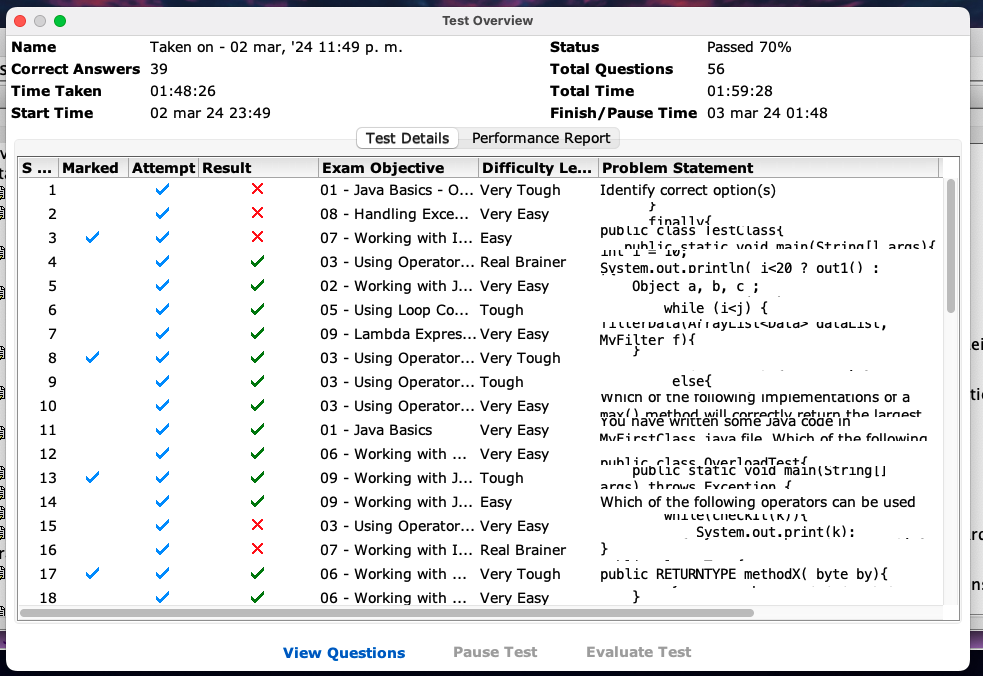 Test Overview
Name Taken on - 02 mar, '24 11:49 p. m. Status Passed 70%
Correct Answers 39 Total Questions 56
Time Taken 01:48:26 Total Time 01:59:28
Start Time 02 mar 24 23:49 Finish/Pause Time 03 mar 24 01:48
Test Details Performance Report
S ... Marked Attempt Result Exam Objective Difficulty Le... Problem Statement
1 01 - Java Basics - O... Very Tough Identify correct option(s)
2 08 - Handling Exce... Very Easy }
finally{
3 07 - Working with I... Easy public class TestClass{
public static void main(String[] args){
4 03 - Using Operator... Real Brainer int i = 10;
System.out.println( i<20 ? out1() :
5 02 - Working with J... Very Easy Object a, b, c ;
6 05 - Using Loop Co... Tough while (i<j) {
7 09 - Lambda Expres... Very Easy filterData(ArrayList<Data> dataList,
MyFilter f){
8 03 - Using Operator... Very Tough }
9 03 - Using Operator... Tough else{
10 03 - Using Operator... Very Easy Which of the following implementations of a
max() method will correctly return the largest
11 01 - Java Basics Very Easy You have written some Java code in
MyFirstClass.java file. Which of the following
12 06 - Working with ... Very Easy public class OverloadTest{
13 09 - Working with J... Tough public static void main(String[]
args) throws Exception {
14 09 - Working with J... Easy Which of the following operators can be used
15 03 - Using Operator... Very Easy while(checkIt(k)){
System.out.print(k);
16 07 - Working with I... Real Brainer }
17 06 - Working with ... Very Tough public RETURNTYPE methodX( byte by){
18 06 - Working with ... Very Easy }
View Questions Pause Test Evaluate Test